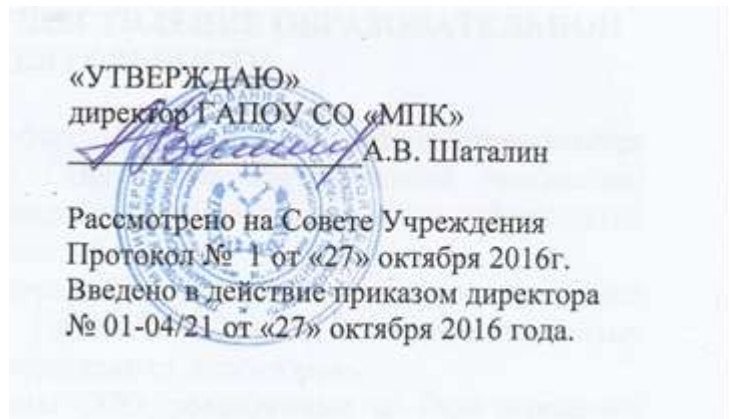 «УТВЕРЖДАЮ»
директор ГАПОУ СО «МПК»
А.В. Шаталин
Рассмотрено на Совете Учреждения
Протокол № 1 от «27» октября 2016г.
Введено в действие приказом директора
№ 01-04/21 от «27» октября 2016 года.